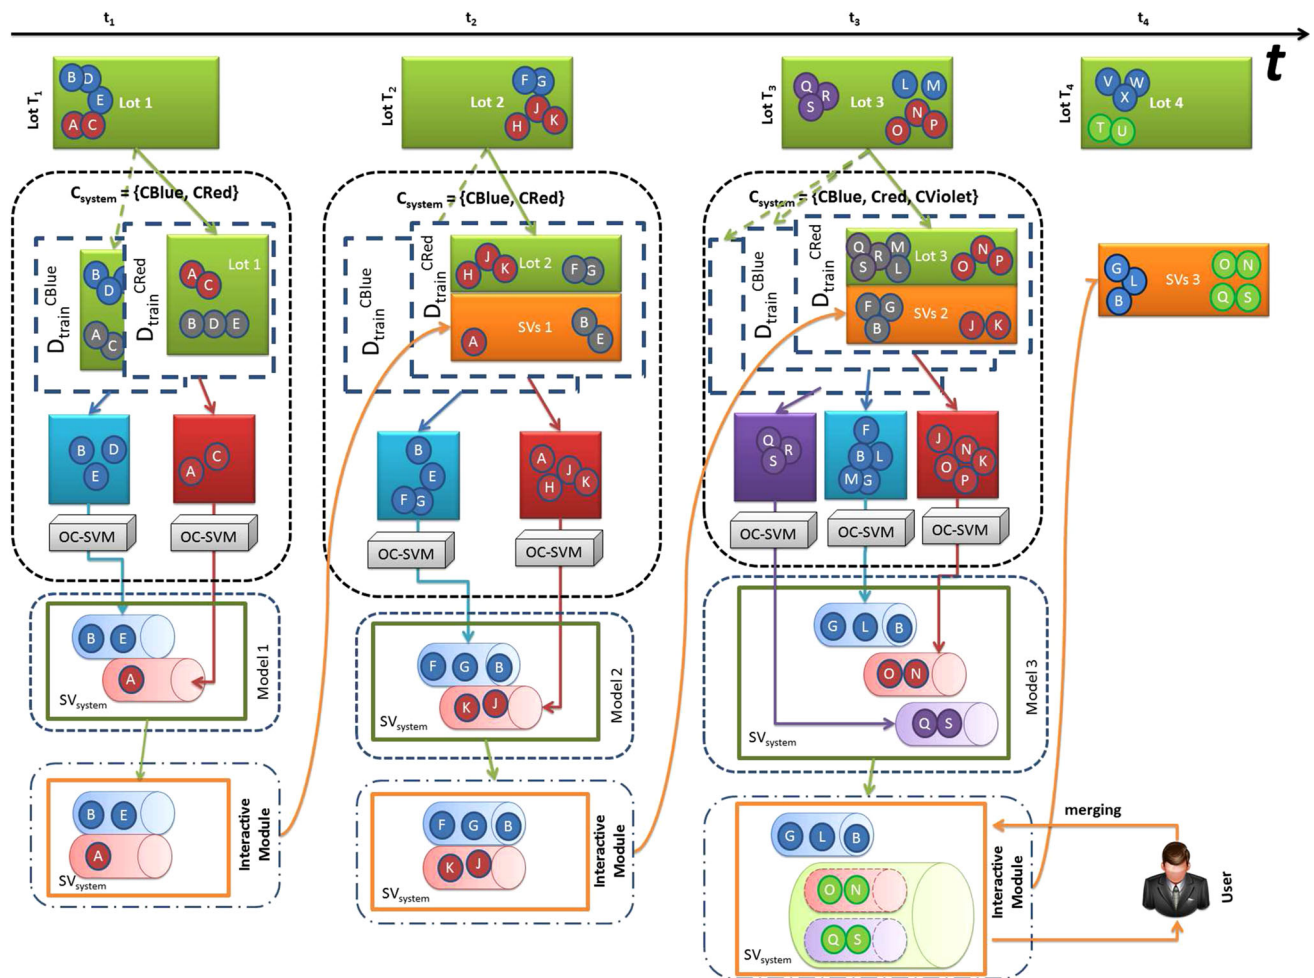 t1 t2 t3 t4
t
Lot T1
B D E A C Lot 1
Lot T2
F G Lot 2 J H K
Lot T3
Q R S Lot 3 L M N O P
Lot T4
V W X Lot 4 T U
Csystem = {CBlue, CRed}
Dtrain CBlue
B D A C
Dtrain CRed
A C Lot 1
B D E
B D E
A C
OC-SVM
OC-SVM
B E
A
SVsystem
Model 1
B E
A
SVsystem
Interactive
Module
Csystem = {CBlue, CRed}
Dtrain CBlue
Dtrain CRed
H J K Lot 2 F G
A SVs 1 B E
B E F G
A J H K
OC-SVM
OC-SVM
F G B
K J
SVsystem
Model 2
F G B
K J
SVsystem
Interactive
Module
Csystem = {CBlue, Cred, CViolet}
Dtrain CBlue
Dtrain CRed
Q M S R L Lot 3 N O P
F G B SVs 2 J K
Q R S
F B L M G
J N O K P
OC-SVM
OC-SVM
OC-SVM
G L B
O N
Q S
SVsystem
Model 3
G L B
O N
Q S
SVsystem
Interactive
Module
G L B SVs 3 O N
Q S
merging
User